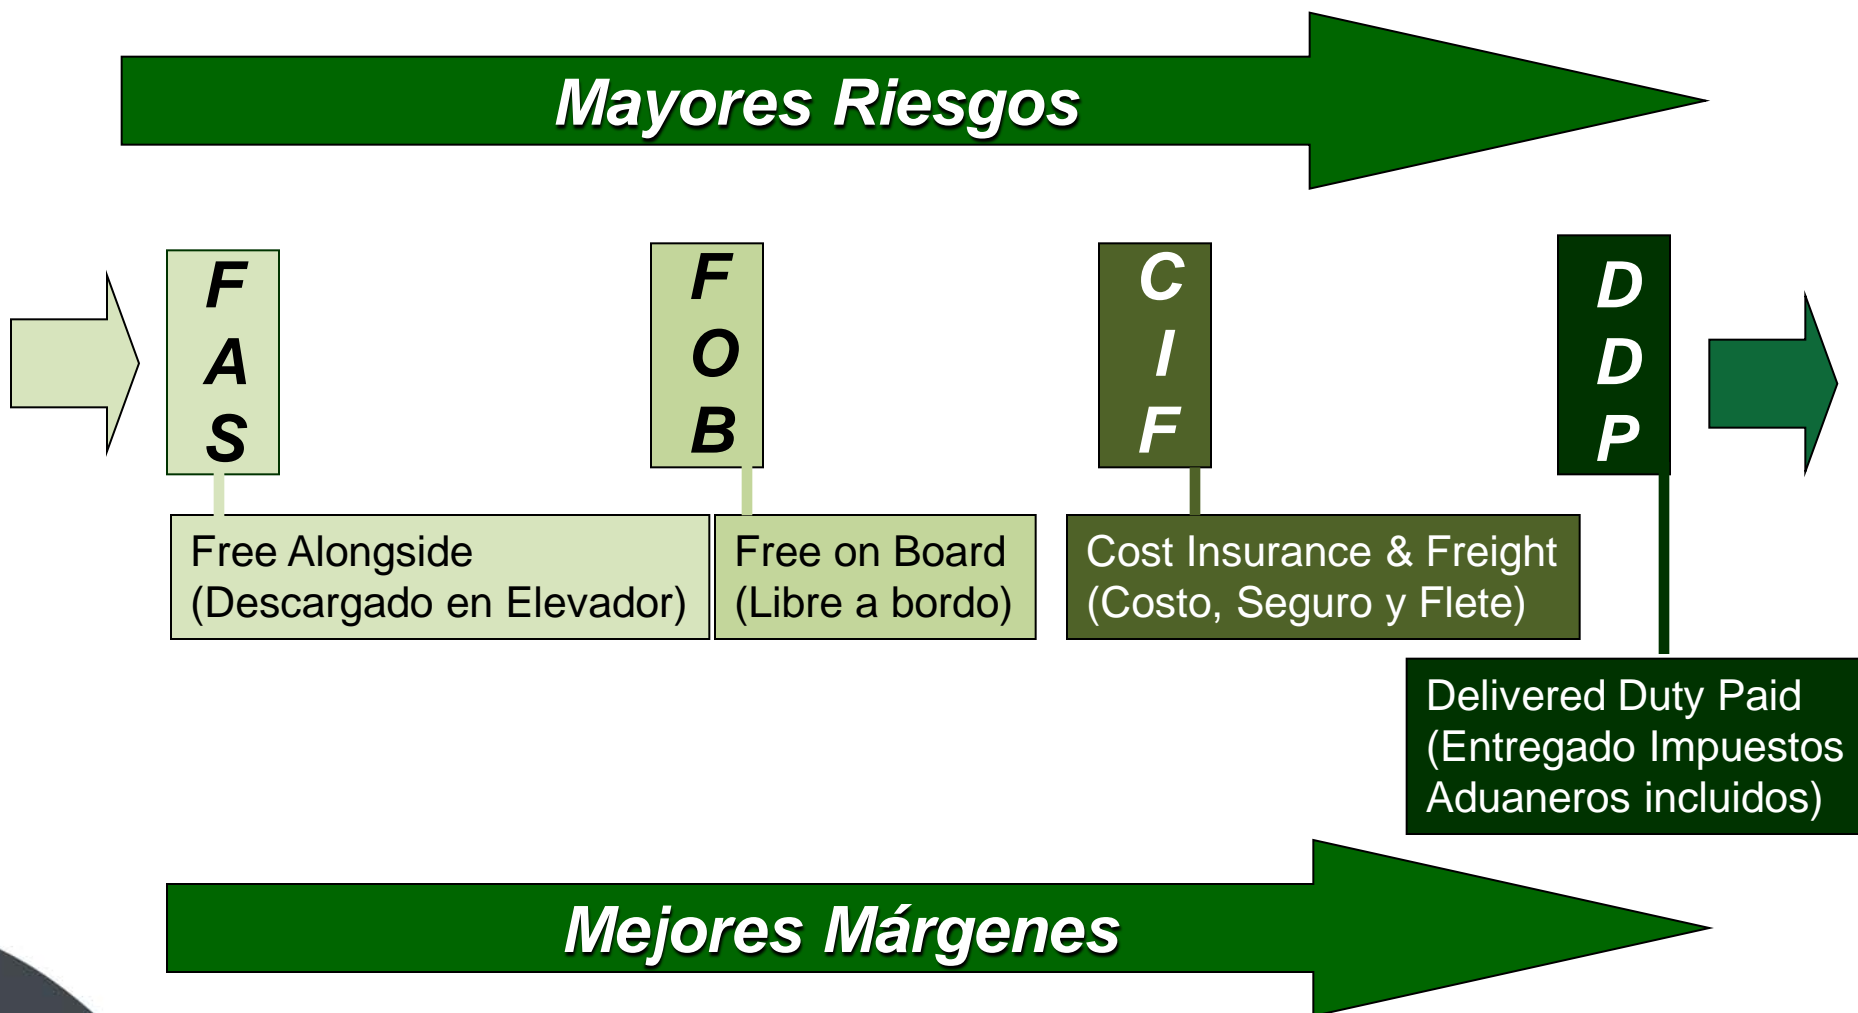 Mayores Riesgos
F
A
S
F
O
B
C
I
F
D
D
P
Free Alongside
(Descargado en Elevador)
Free on Board
(Libre a bordo)
Cost Insurance & Freight
(Costo, Seguro y Flete)
Delivered Duty Paid
(Entregado Impuestos
Aduaneros incluidos)
Mejores Márgenes